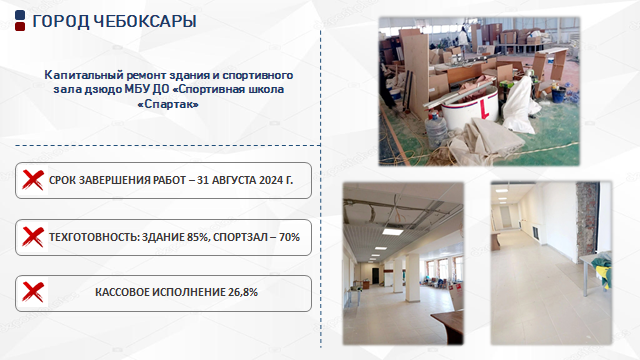 ГОРОД ЧЕБОКСАРЫ
Капитальный ремонт здания и спортивного
зала дзюдо МБУ ДО «Спортивная школа
«Спартак»
СРОК ЗАВЕРШЕНИЯ РАБОТ – 31 АВГУСТА 2024 Г.
ТЕХГОТОВНОСТЬ: ЗДАНИЕ 85%, СПОРТЗАЛ – 70%
КАССОВОЕ ИСПОЛНЕНИЕ 26,8%